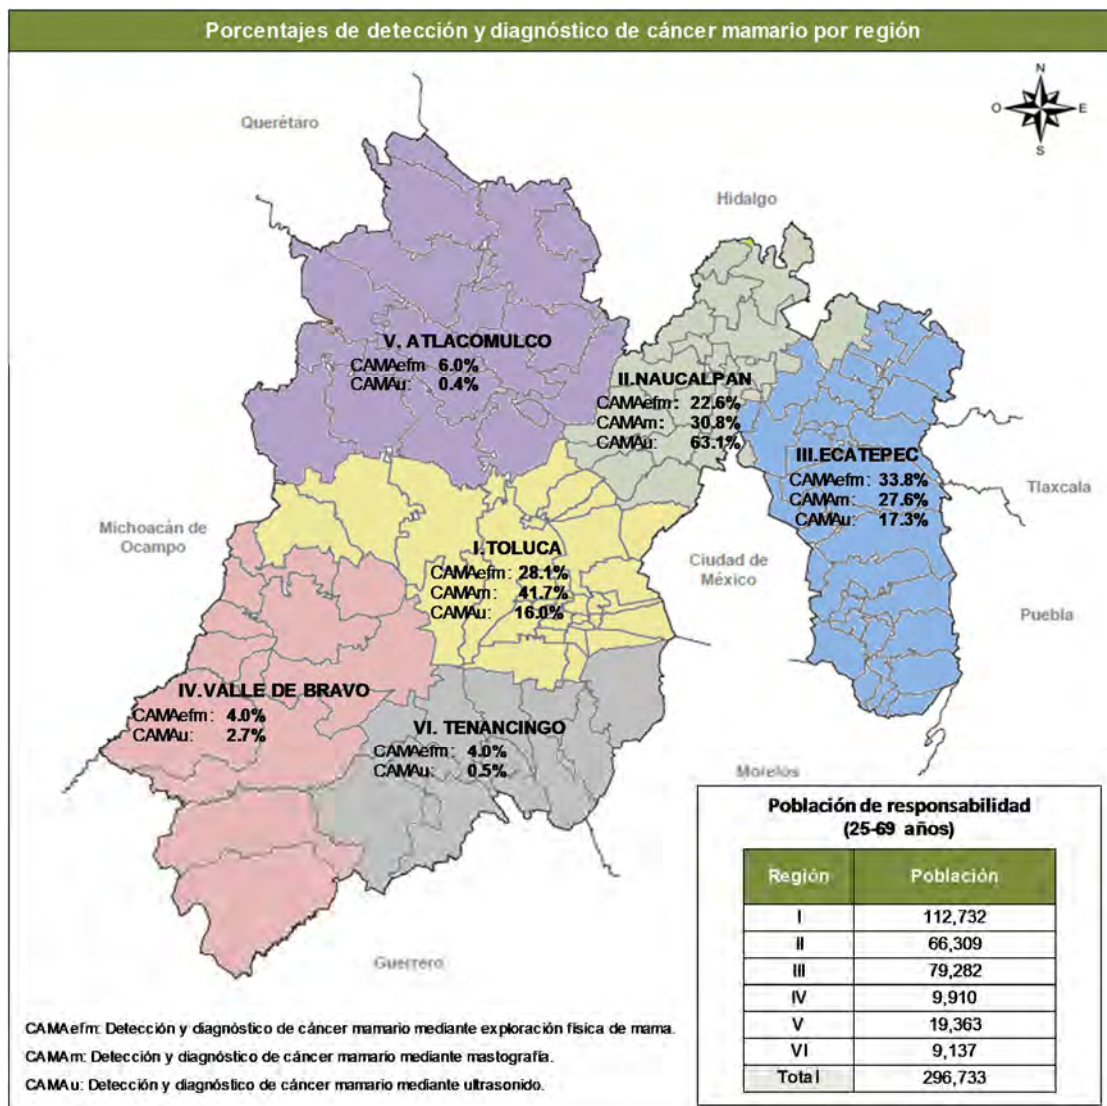 Porcentajes de detección y diagnóstico de cáncer mamario por región
N
O
E
S
Querétaro
Hidalgo
V. ATLACOMULCO
CAMAefm 6.0%
CAMAu: 0.4%
II.NAUCALPAN
CAMAefm: 22.6%
CAMAm: 30.8%
CAMAu: 63.1%
III.ECATEPEC
CAMAefm: 33.8%
CAMAm: 27.6%
CAMAu: 17.3%
Tlaxcala
Michoacán de
Ocampo
I.TOLUCA
CAMAefm: 28.1%
CAMAm: 41.7%
CAMAu: 16.0%
Ciudad de
México
Puebla
IV.VALLE DE BRAVO
CAMAefm: 4.0%
CAMAu: 2.7%
VI. TENANCINGO
CAMAefm: 4.0%
CAMAu: 0.5%
Morelos
Guerrero
Población de responsabilidad
(25-69 años)
Región Población
I 112,732
II 66,309
III 79,282
IV 9,910
V 19,363
VI 9,137
Total 296,733
CAMAefm: Detección y diagnóstico de cáncer mamario mediante exploración física de mama.
CAMAm: Detección y diagnóstico de cáncer mamario mediante mastografía.
CAMAu: Detección y diagnóstico de cáncer mamario mediante ultrasonido.